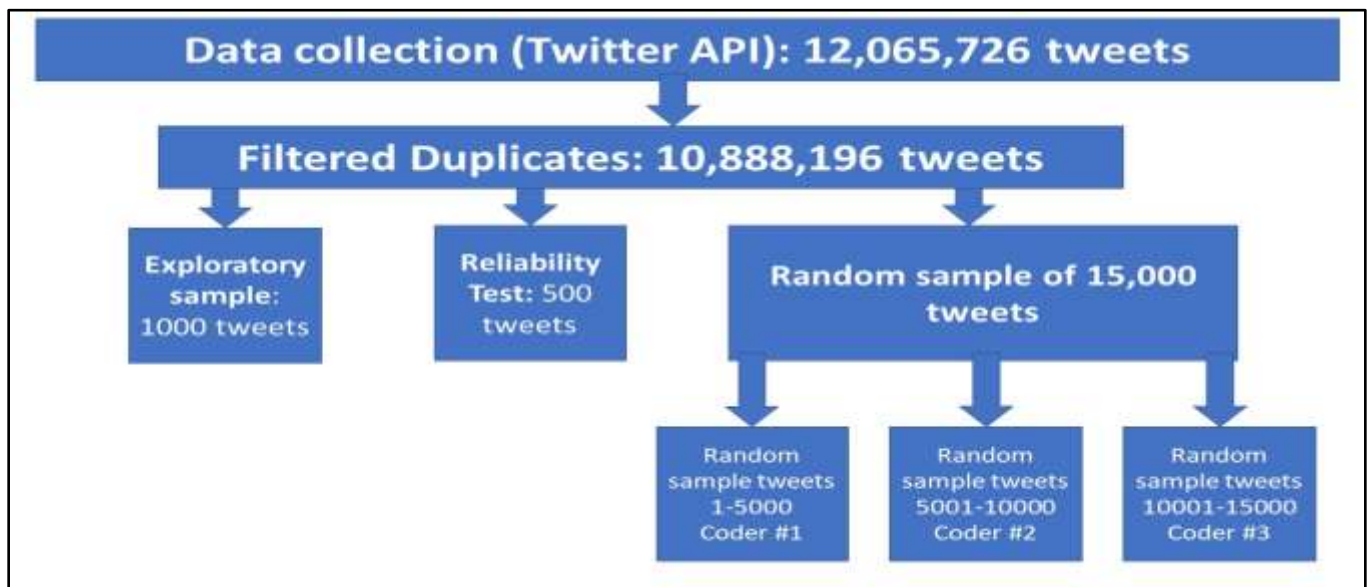 Data collection (Twitter API): 12,065,726 tweets
Filtered Duplicates: 10,888,196 tweets
Exploratory
sample:
1000 tweets
Reliability
Test: 500
tweets
Random sample of 15,000
tweets
Random
sample tweets
1-5000
Coder #1
Random
sample tweets
5001-10000
Coder #2
Random
sample tweets
10001-15000
Coder #3